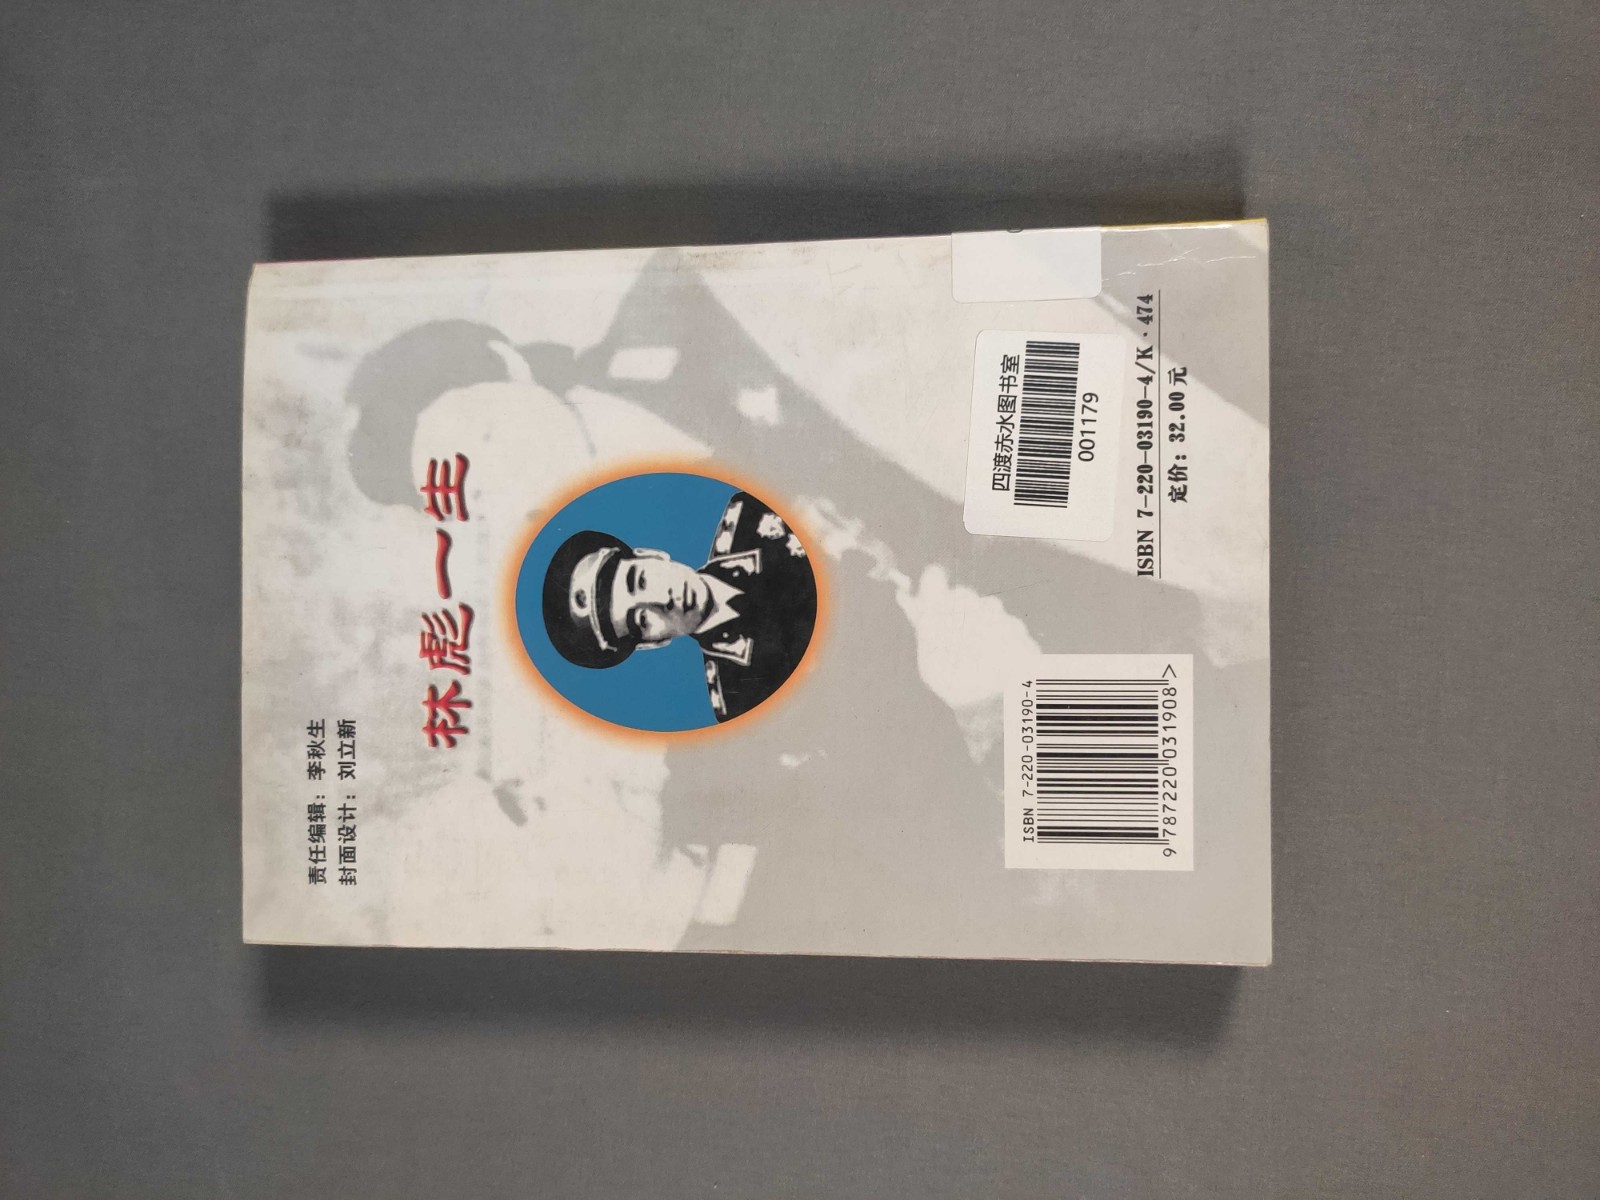 责任编辑：李秋生
封面设计：刘立新
林彪一生
四渡赤水图书室
001179
ISBN 7-220-03190-4
9 787220 031908 >
ISBN 7-220-03190-4/K·474
定价：32.00元